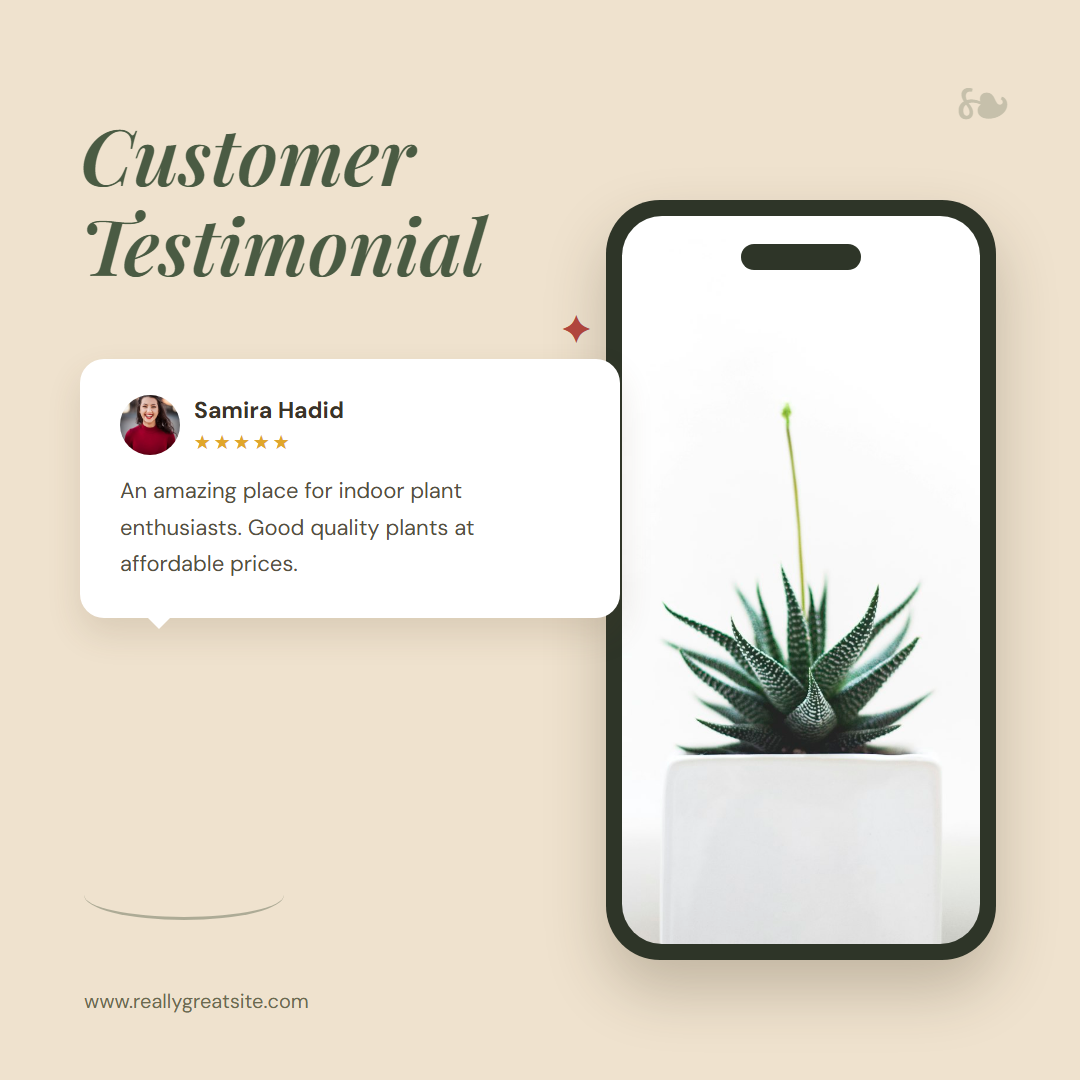 Customer
Testimonial
Samira Hadid
★★★★★
An amazing place for indoor plant
enthusiasts. Good quality plants at
affordable prices.
www.reallygreatsite.com